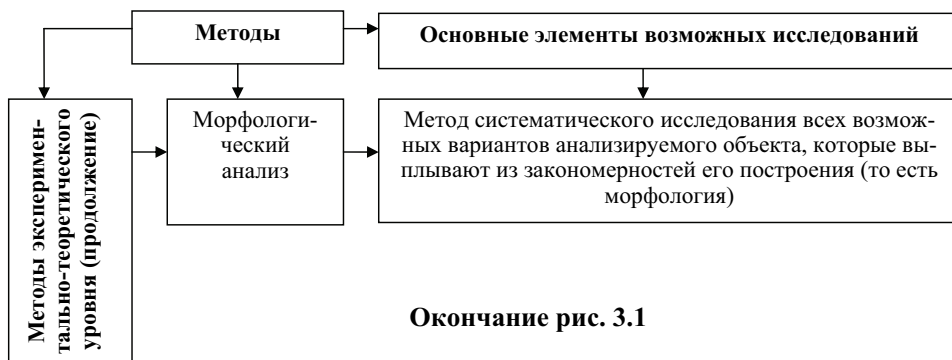 Методы
Основные элементы возможных исследований
Методы эксперимен-
тально-теоретического
уровня (продолжение)
Морфологи-
ческий
анализ
Метод систематического исследования всех возмож-
ных вариантов анализируемого объекта, которые вы-
плывают из закономерностей его построения (то есть
морфология)
Окончание рис. 3.1